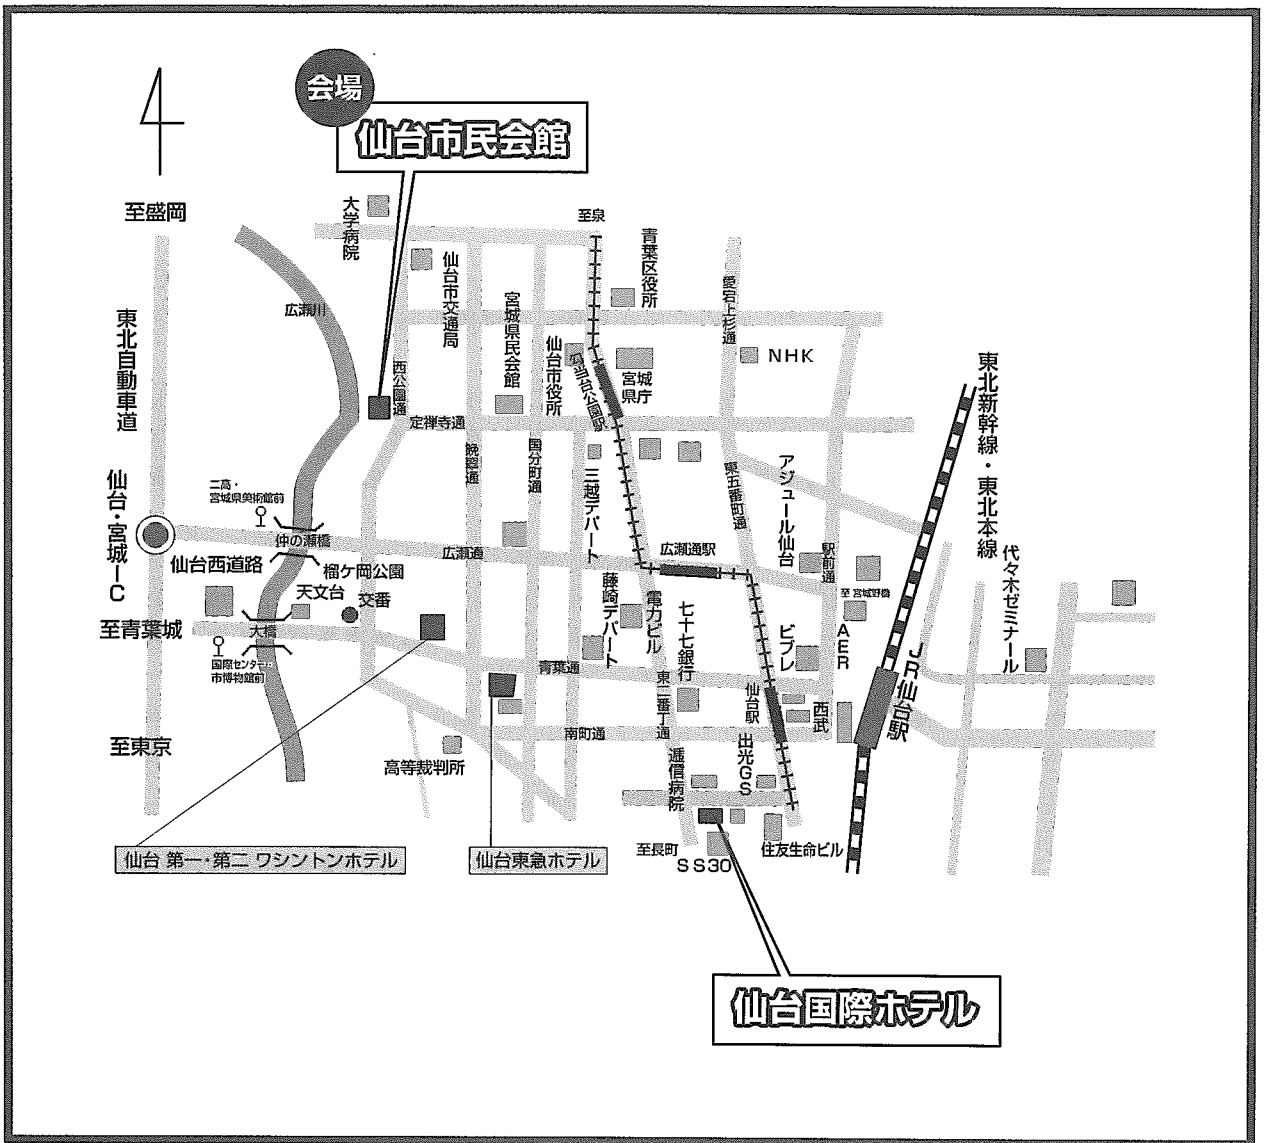 会場
仙台市民会館
至盛岡
大学病院
至泉
青葉区役所
仙台市交通局
愛宕上杉通
広瀬川
宮城県民会館
東北自動車道
仙台市役所
勾当台公園駅
宮城
県庁
NHK
西公園通
定禅寺通
東北新幹線・東北本線
晩翠通
国分町通
三越デパート
東五番町通
アジュール仙台
仙台・宮城IC
二高・
宮城県美術館前
仲の瀬橋
広瀬通
広瀬通駅
駅前通
代々木ゼミナール
仙台西道路
榴ケ岡公園
天文台
交番
藤崎デパート
電力ビル
七十七銀行
至 宮城野橋
至青葉城
大橋
ビブレ
AER
国際センター・
市博物館前
青葉通
東二番丁通
仙台駅
西武
JR仙台駅
至東京
南町通
高等裁判所
逓信病院
出光GS
仙台 第一・第二 ワシントンホテル
仙台東急ホテル
至長町
SS30
住友生命ビル
仙台国際ホテル